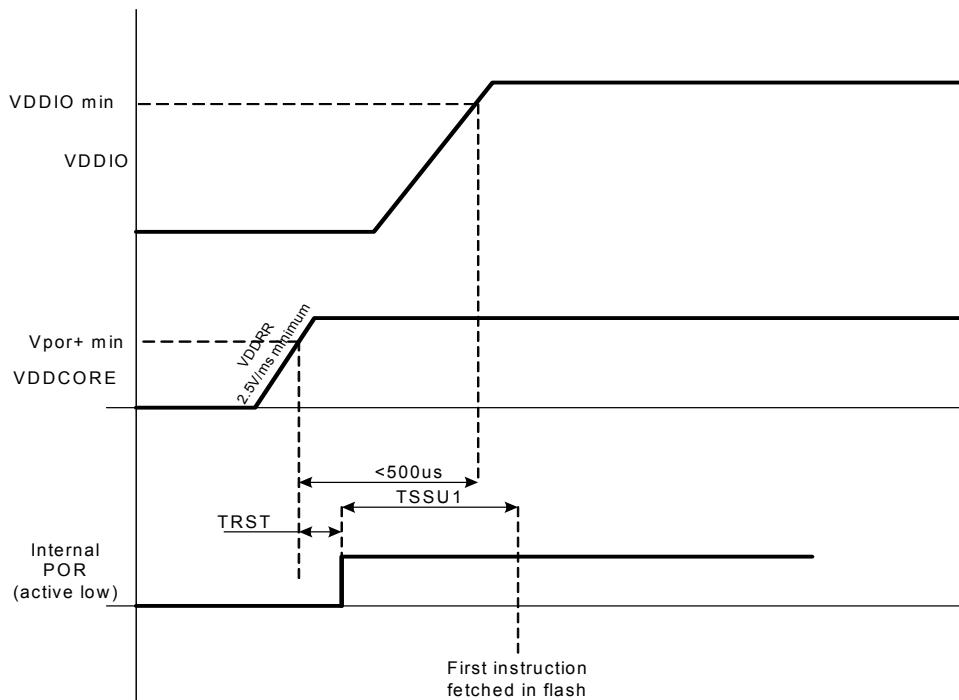 VDDIO min
VDDIO
Vpor+ min
VDDCORE
VDDRR
2.5V/ms minimum
<500us
TSSU1
TRST
Internal
POR
(active low)
First instruction
fetched in flash